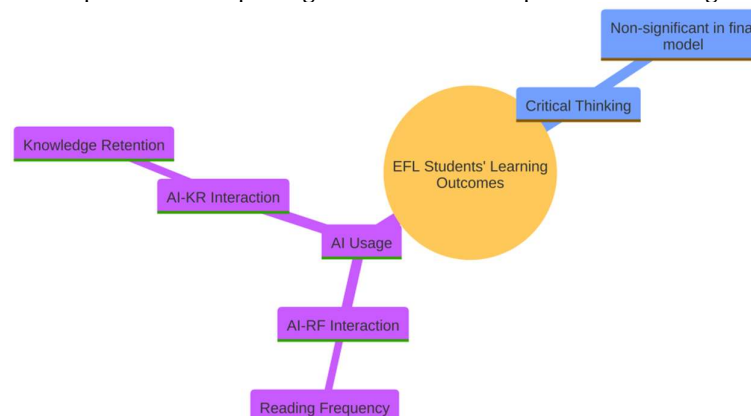 Non-significant in
model
Critical Thinking
EFL Students' Learning
Outcomes
Knowledge Retention
AI-KR Interaction
AI Usage
AI-RF Interaction
Reading Frequency